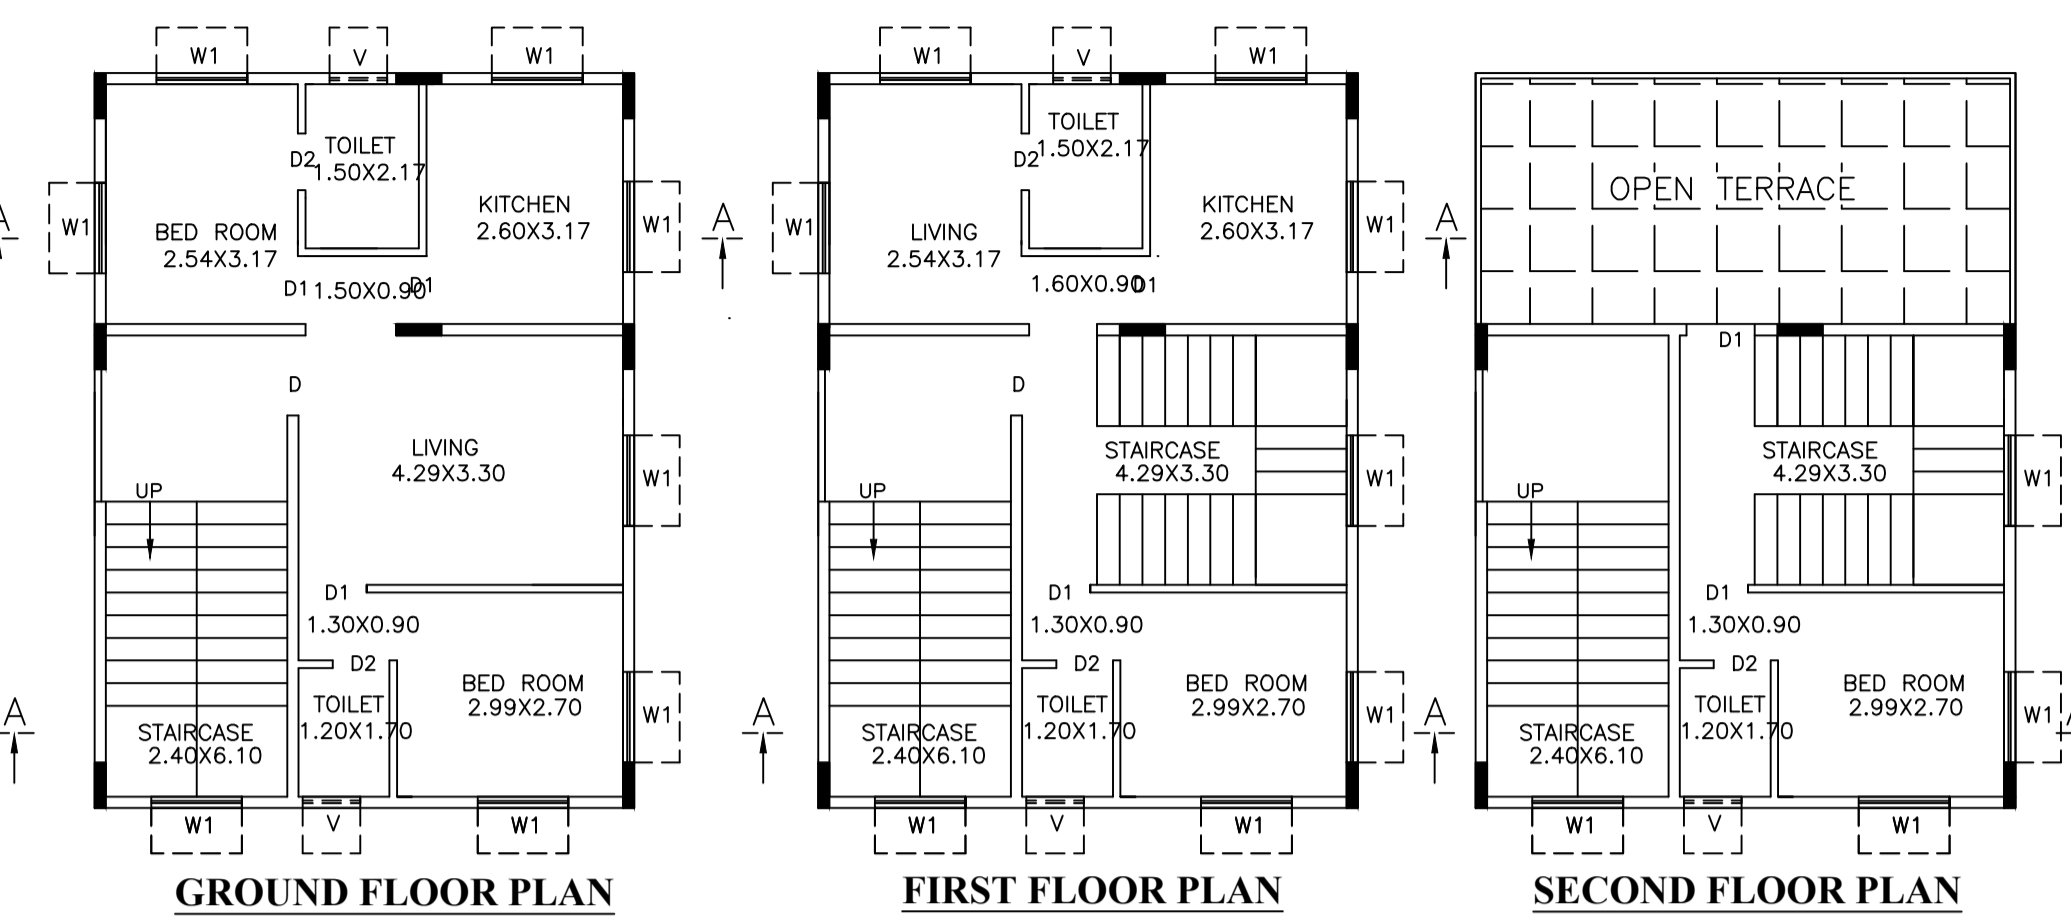 W1
V
W1
TOILET
1.50X2.17
D2
KITCHEN
2.60X3.17
W1
BED ROOM
2.54X3.17
W1
A
D1
1.50X0.90
D1
D
LIVING
4.29X3.30
W1
UP
D1
1.30X0.90
D2
BED ROOM
2.99X2.70
TOILET
1.20X1.70
W1
STAIRCASE
2.40X6.10
A
W1
V
W1
GROUND FLOOR PLAN
W1
V
W1
TOILET
1.50X2.17
D2
KITCHEN
2.60X3.17
W1
LIVING
2.54X3.17
W1
A
1.60X0.90
D1
D
STAIRCASE
4.29X3.30
W1
UP
D1
1.30X0.90
D2
BED ROOM
2.99X2.70
TOILET
1.20X1.70
W1
STAIRCASE
2.40X6.10
A
W1
V
W1
FIRST FLOOR PLAN
OPEN TERRACE
A
D1
STAIRCASE
4.29X3.30
W1
UP
D1
1.30X0.90
D2
BED ROOM
2.99X2.70
TOILET
1.20X1.70
W1
STAIRCASE
2.40X6.10
A
A
W1
V
W1
SECOND FLOOR PLAN